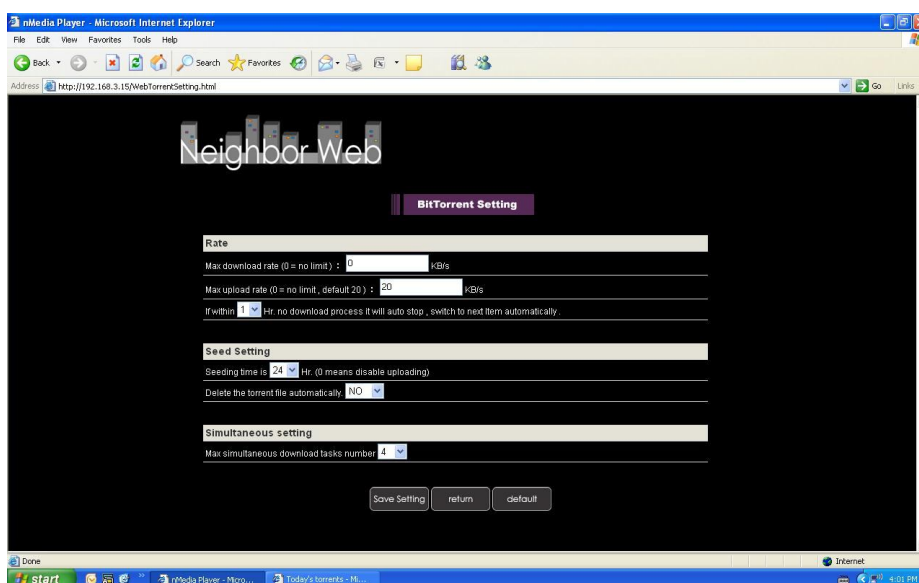 nMedia Player - Microsoft Internet Explorer
File Edit View Favorites Tools Help
Back Search Favorites
Address http://192.168.3.15/WebTorrentSetting.html Go Links
Neighbor Web
BitTorrent Setting
Rate
Max download rate (0 = no limit) : 0 KB/s
Max upload rate (0 = no limit , default 20 ) : 20 KB/s
If within 1 Hr. no download process it will auto stop , switch to next Item automatically .
Seed Setting
Seeding time is 24 Hr. (0 means disable uploading)
Delete the torrent file automatically. NO
Simultaneous setting
Max simultaneous download tasks number 4
Save Setting return default
Done Internet
start nMedia Player - Micro... Today's torrents - Mi... 4:01 PM